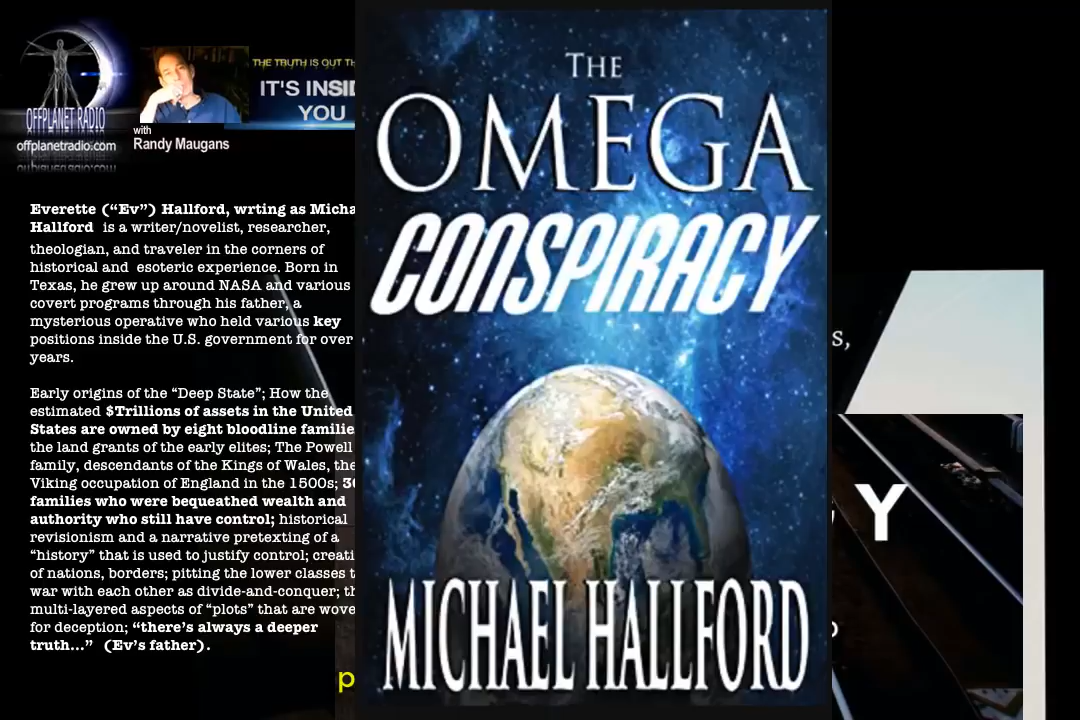 OFFPLANET RADIO
offplanetradio.com
with
Randy Maugans
THE TRUTH IS OUT TH
IT'S INSID
YOU
Everette (“Ev”) Hallford, wrting as Micha
Hallford is a writer/novelist, researcher,
theologian, and traveler in the corners of
historical and esoteric experience. Born in
Texas, he grew up around NASA and various
covert programs through his father, a
mysterious operative who held various key
positions inside the U.S. government for over
years.
Early origins of the “Deep State”; How the
estimated $Trillions of assets in the United
States are owned by eight bloodline familie
the land grants of the early elites; The Powell
family, descendants of the Kings of Wales, the
Viking occupation of England in the 1500s; 30
families who were bequeathed wealth and
authority who still have control; historical
revisionism and a narrative pretexting of a
“history” that is used to justify control; creati
of nations, borders; pitting the lower classes t
war with each other as divide-and-conquer; th
multi-layered aspects of “plots” that are wove
for deception; “there’s always a deeper
truth...” (Ev’s father).
p
THE
OMEGA
CONSPIRACY
MICHAEL HALLFORD
s,
Y